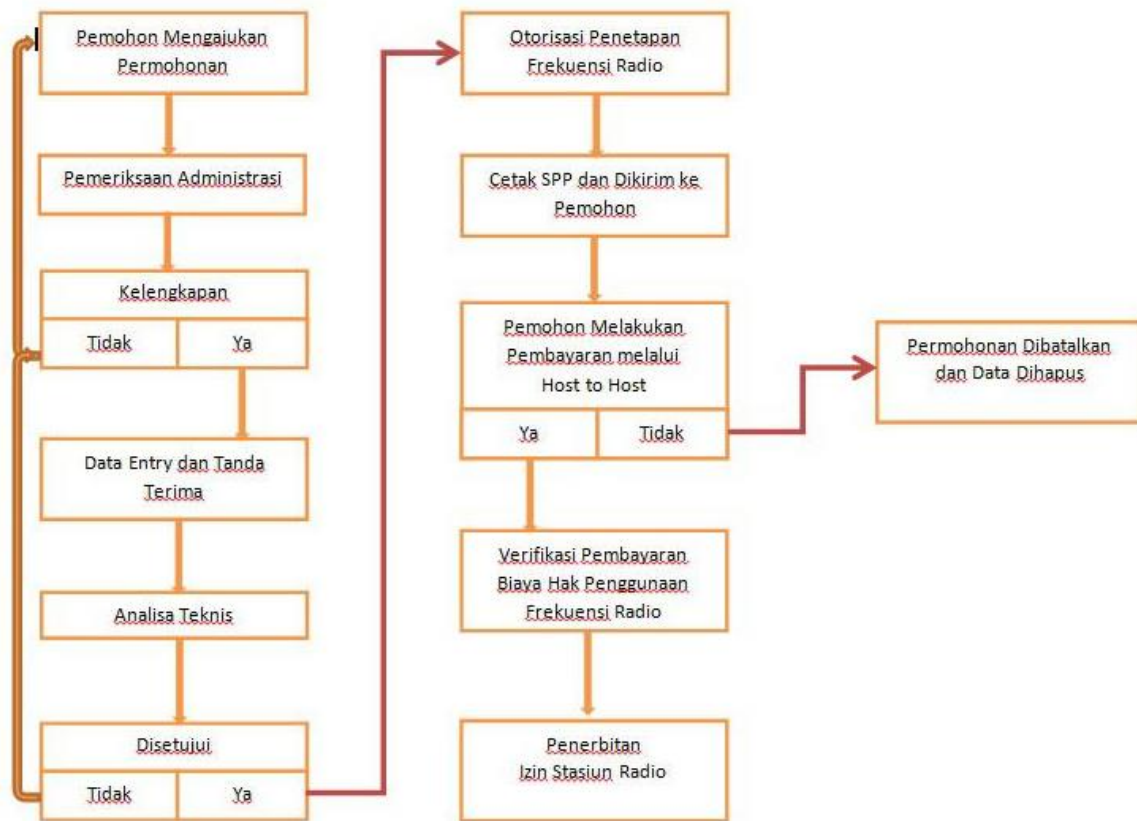 Pemohon Mengajukan
Permohonan
Pemeriksaan Administrasi
Kelengkapan
Tidak
Ya
Data Entry dan Tanda
Terima
Analisa Teknis
Disetujui
Tidak
Ya
Otorisasi Penetapan
Frekuensi Radio
Cetak SPP dan Dikirim ke
Pemohon
Pemohon Melakukan
Pembayaran melalui
Host to Host
Ya
Tidak
Permohonan Dibatalkan
dan Data Dihapus
Verifikasi Pembayaran
Biaya Hak Penggunaan
Frekuensi Radio
Penerbitan
Izin Stasiun Radio